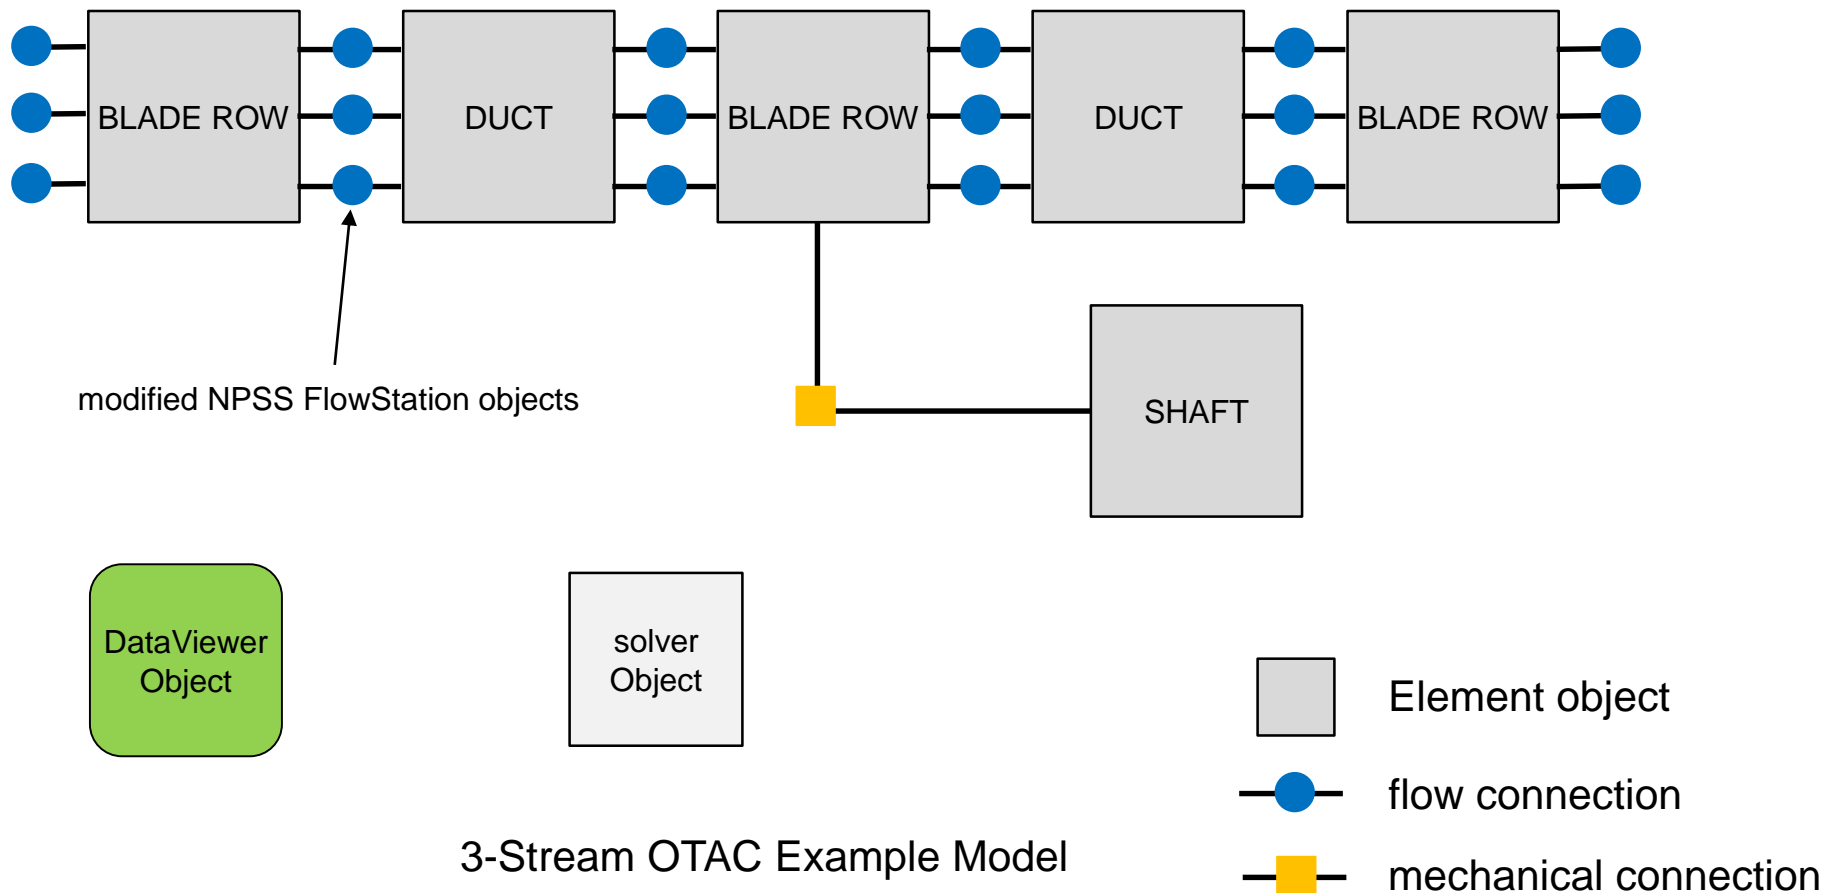 BLADE ROW
DUCT
BLADE ROW
DUCT
BLADE ROW
modified NPSS FlowStation objects
SHAFT
DataViewer
Object
solver
Object
Element object
flow connection
mechanical connection
3-Stream OTAC Example Model